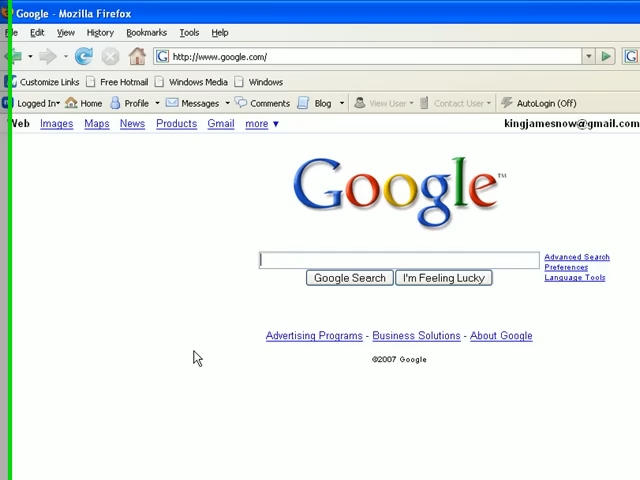 Google - Mozilla Firefox
File Edit View History Bookmarks Tools Help
http://www.google.com/
Customize Links Free Hotmail Windows Media Windows
Logged In Home Profile Messages Comments Blog View User Contact User AutoLogin (Off)
Web Images Maps News Products Gmail more ▼ kingjamesnow@gmail.com
Google™
Advanced Search
Preferences
Language Tools
Google Search I'm Feeling Lucky
Advertising Programs - Business Solutions - About Google
©2007 Google